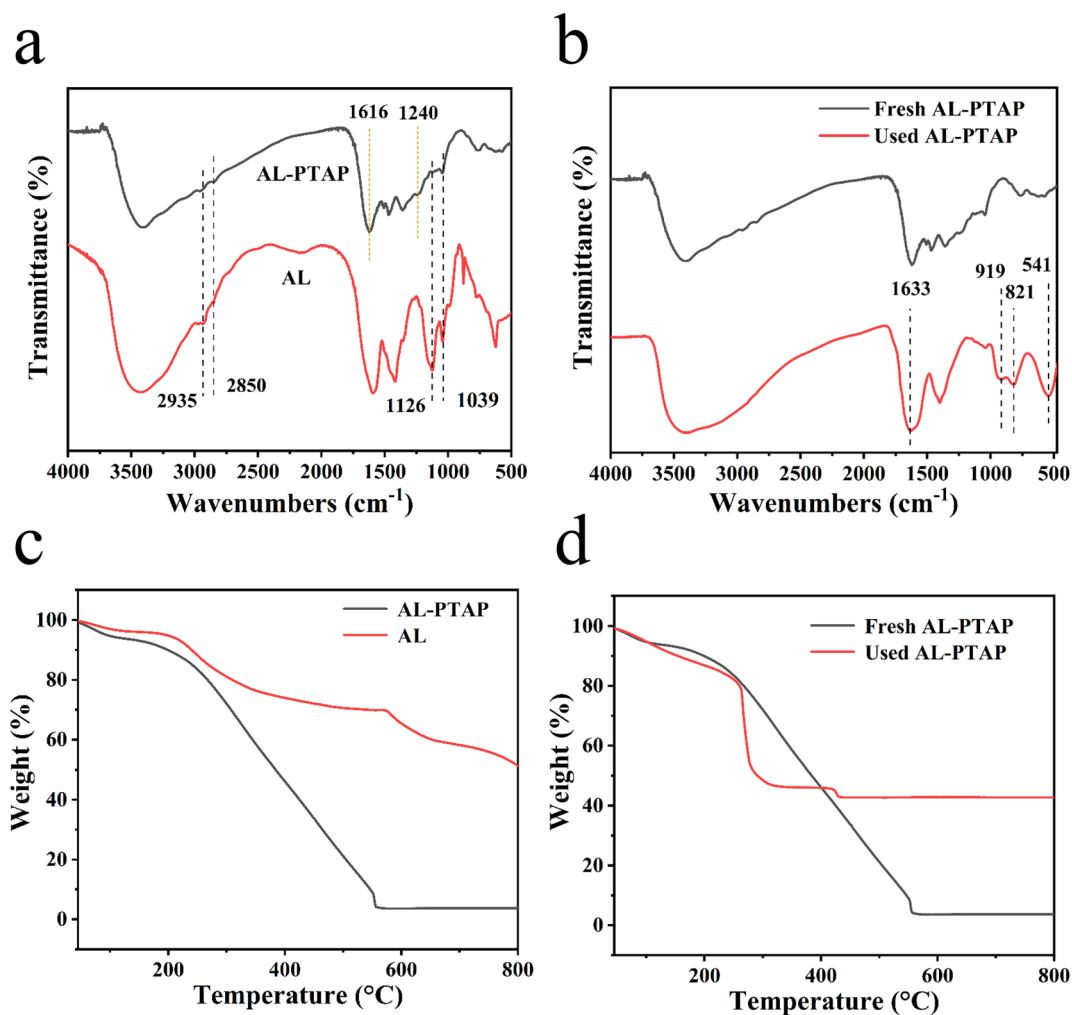 a
1616
1240
AL-PTAP
AL
2935
2850
1126
1039
Transmittance (%)
4000 3500 3000 2500 2000 1500 1000 500
Wavenumbers (cm⁻¹)
b
Fresh AL-PTAP
Used AL-PTAP
1633
919
821
541
Transmittance (%)
4000 3500 3000 2500 2000 1500 1000 500
Wavenumbers (cm⁻¹)
c
AL-PTAP
AL
100
80
60
40
20
0
Weight (%)
200 400 600 800
Temperature (°C)
d
Fresh AL-PTAP
Used AL-PTAP
100
80
60
40
20
0
Weight (%)
200 400 600 800
Temperature (°C)